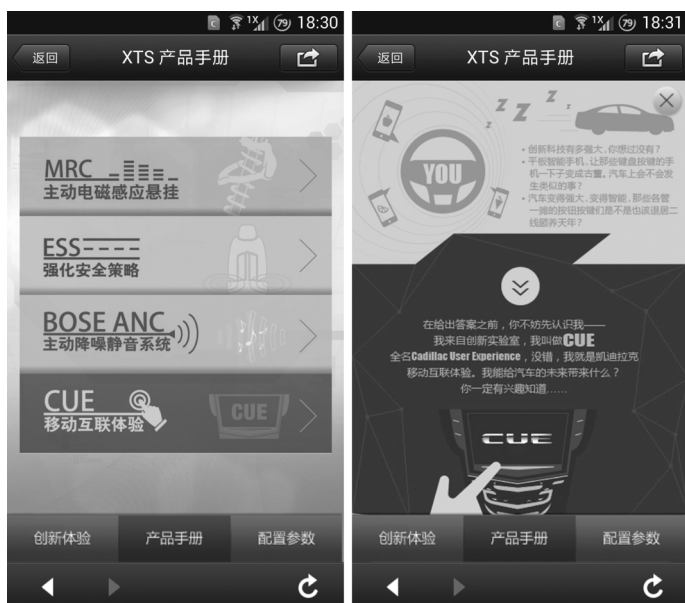 1X 79 18:30
返回
XTS 产品手册
MRC
主动电磁感应悬挂
ESS
强化安全策略
BOSE ANC
主动降噪静音系统
CUE
移动互联体验
CUE
创新体验
产品手册
配置参数
1X 79 18:31
返回
XTS 产品手册
z Z Z z
YOU
• 创新科技有多强大,你想过没有?
• 平板智能手机,让那些键盘按键的手
机一下子变成古董。汽车上会不会发
生类似的事?
• 汽车变得强大、变得智能,那些各管
一摊的按钮按键们是不是也该退居二
线颐养天年?
在给出答案之前,你不妨先认识我——
我来自创新实验室,我叫做CUE
全名Cadillac User Experience,没错,我就是凯迪拉克
移动互联体验。我能给汽车的未来带来什么?
你一定有兴趣知道……
CUE
创新体验
产品手册
配置参数